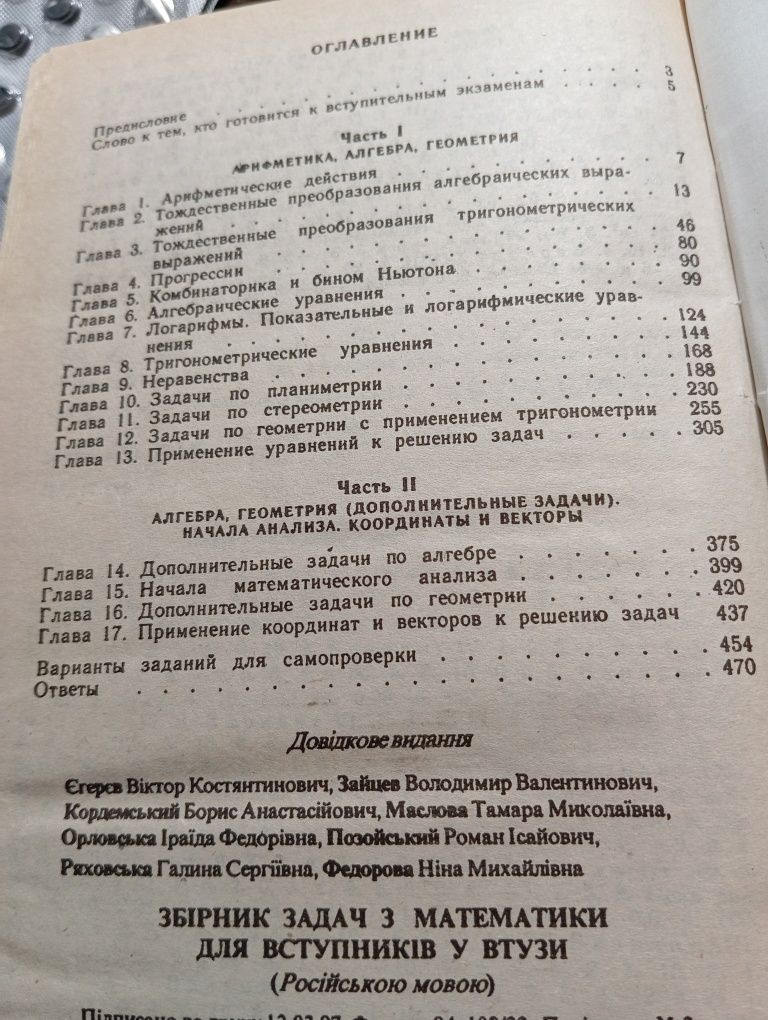 ОГЛАВЛЕНИЕ
Предисловие . . . . . . . . . . . . 3
Слово к тем, кто готовится к вступительным экзаменам . . . . 5
Часть I
АРИФМЕТИКА, АЛГЕБРА, ГЕОМЕТРИЯ
Глава 1. Арифметические действия . . . . . . . . . 7
Глава 2. Тождественные преобразования алгебраических выра-
жений . . . . . . . . . . . . 13
Глава 3. Тождественные преобразования тригонометрических
выражений . . . . . . . . . . . 46
Глава 4. Прогрессии . . . . . . . . . . . 80
Глава 5. Комбинаторика и бином Ньютона . . . . . . 90
Глава 6. Алгебраические уравнения . . . . . . . . 99
Глава 7. Логарифмы. Показательные и логарифмические урав-
нения . . . . . . . . . . . . 124
Глава 8. Тригонометрические уравнения . . . . . . . 144
Глава 9. Неравенства . . . . . . . . . . . 168
Глава 10. Задачи по планиметрии . . . . . . . . 188
Глава 11. Задачи по стереометрии . . . . . . . . 230
Глава 12. Задачи по геометрии с применением тригонометрии 255
Глава 13. Применение уравнений к решению задач . . . . . 305
Часть II
АЛГЕБРА, ГЕОМЕТРИЯ (ДОПОЛНИТЕЛЬНЫЕ ЗАДАЧИ).
НАЧАЛА АНАЛИЗА. КООРДИНАТЫ И ВЕКТОРЫ
Глава 14. Дополнительные задачи по алгебре . . . . . . 375
Глава 15. Начала математического анализа . . . . . . 399
Глава 16. Дополнительные задачи по геометрии . . . . . 420
Глава 17. Применение координат и векторов к решению задач 437
Варианты заданий для самопроверки . . . . . . . . 454
Ответы . . . . . . . . . . . . . . . 470
Довідкове видання
Єгерєв Віктор Костянтинович, Зайцев Володимир Валентинович,
Кордемський Борис Анастасійович, Маслова Тамара Миколаївна,
Орловська Іраїда Федорівна, Позойський Роман Ісайович,
Ряховська Галина Сергіївна, Федорова Ніна Михайлівна
ЗБІРНИК ЗАДАЧ З МАТЕМАТИКИ
ДЛЯ ВСТУПНИКІВ У ВТУЗИ
(Російською мовою)